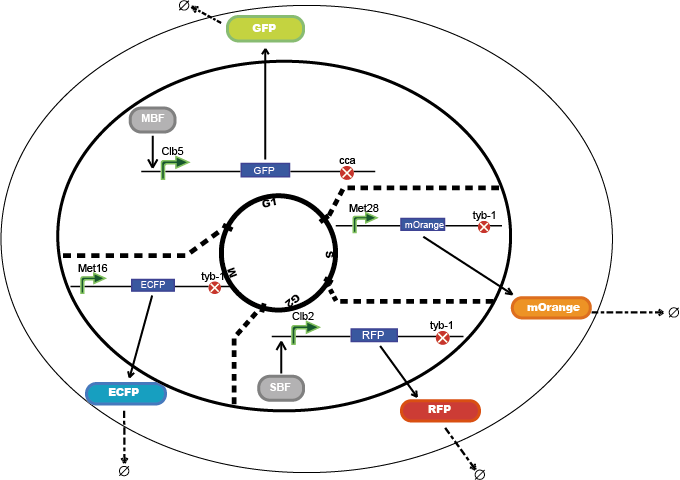 ∅
GFP
MBF
Clb5
GFP
cca
G1
Met28
mOrange
tyb-1
S
Met16
ECFP
tyb-1
M
G2
mOrange
∅
Clb2
RFP
tyb-1
SBF
ECFP
RFP
∅
∅